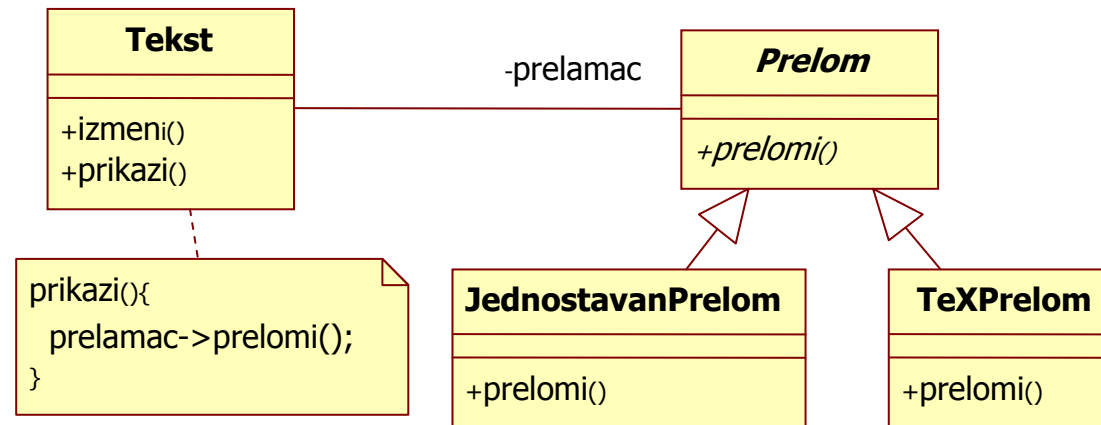 Tekst
+izmeni()
+prikazi()
-prelamac
Prelom
+prelomi()
prikazi(){
prelamac->prelomi();
}
JednostavanPrelom
+prelomi()
TeXPrelom
+prelomi()